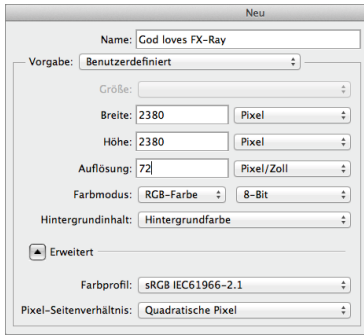 Neu
Name: God loves FX-Ray
Vorgabe: Benutzerdefiniert
Größe:
Breite: 2380 Pixel
Höhe: 2380 Pixel
Auflösung: 72 Pixel/Zoll
Farbmodus: RGB-Farbe 8-Bit
Hintergrundinhalt: Hintergrundfarbe
Erweitert
Farbprofil: sRGB IEC61966-2.1
Pixel-Seitenverhältnis: Quadratische Pixel